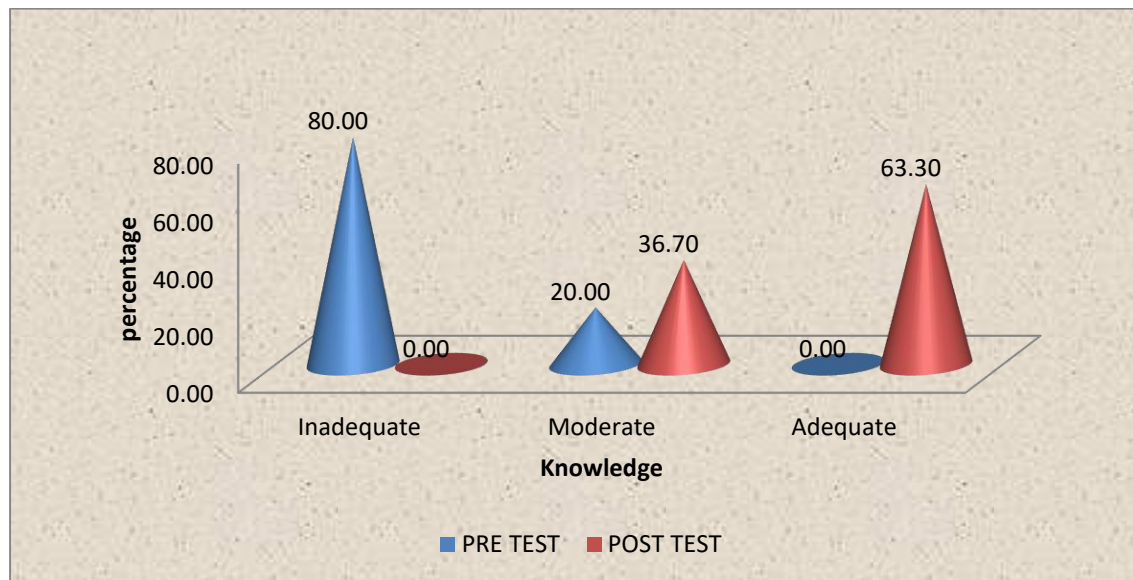 80.00
63.30
36.70
20.00
0.00
0.00
80.00
60.00
40.00
20.00
0.00
percentage
Inadequate Moderate Adequate
Knowledge
PRE TEST POST TEST